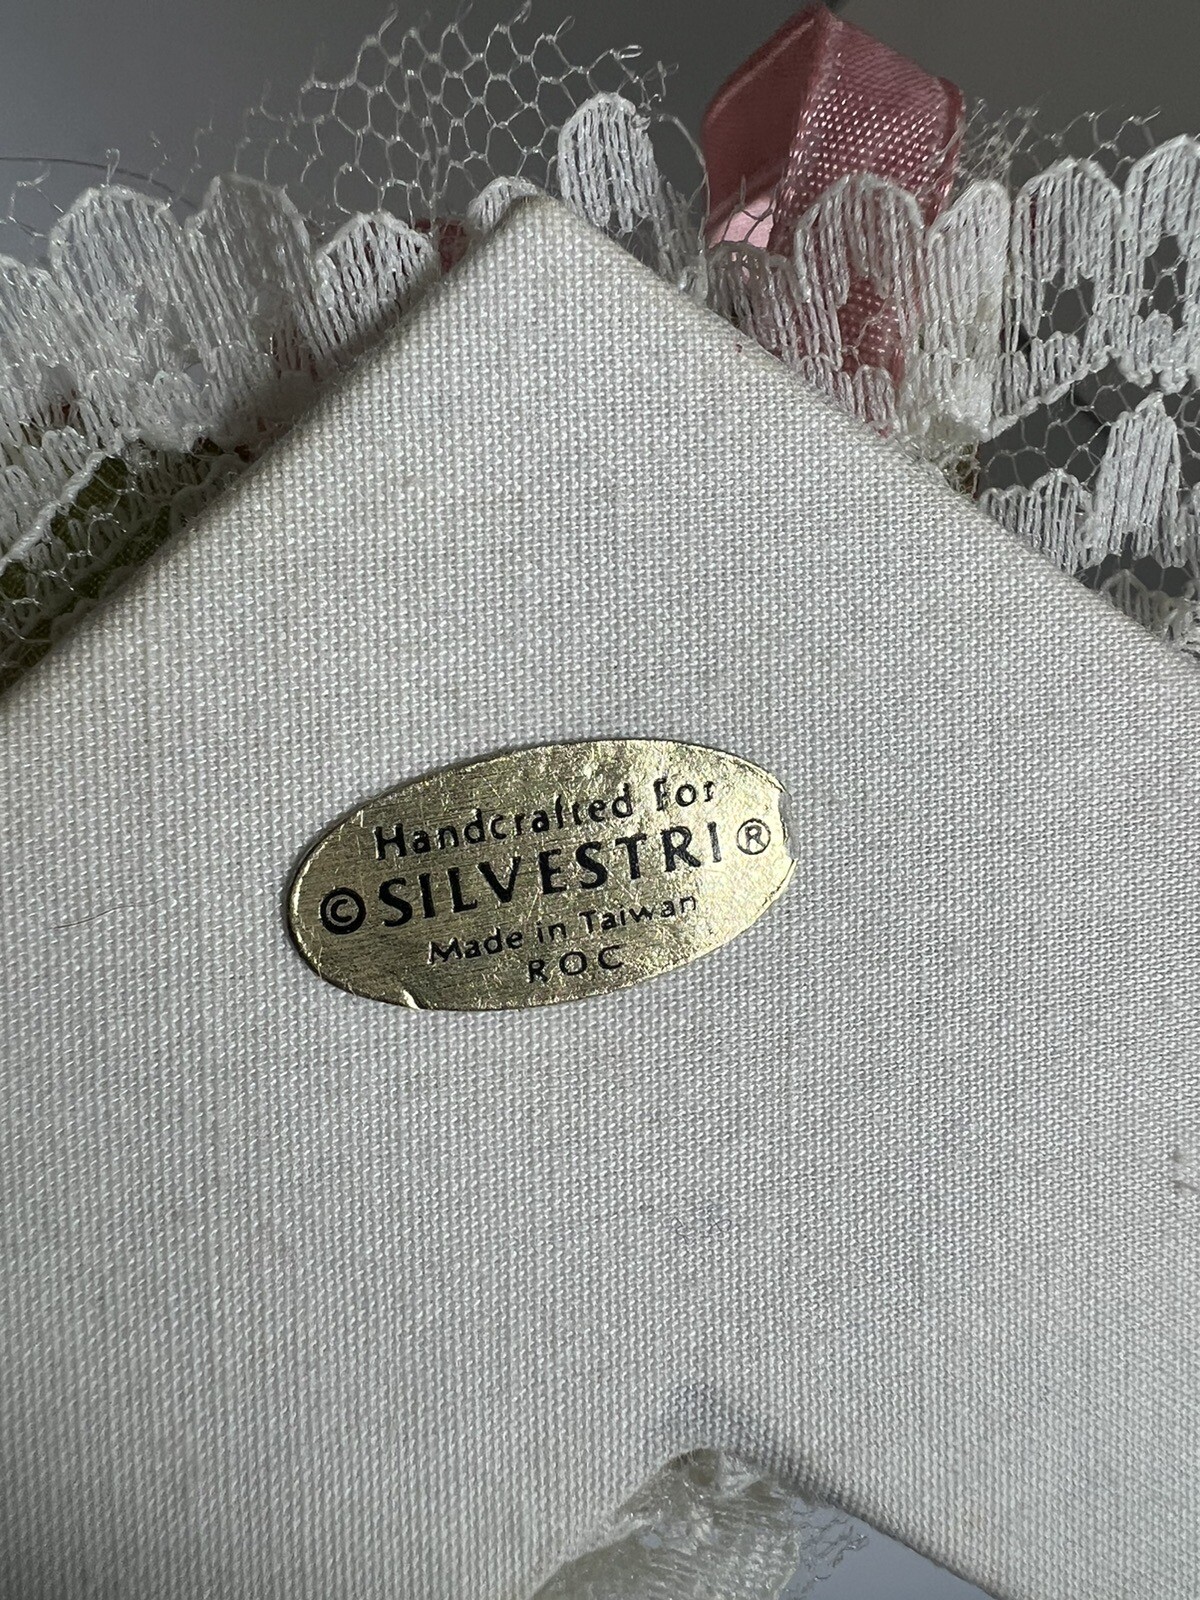 Handcrafted For
©SILVESTRI®
Made in Taiwan
ROC